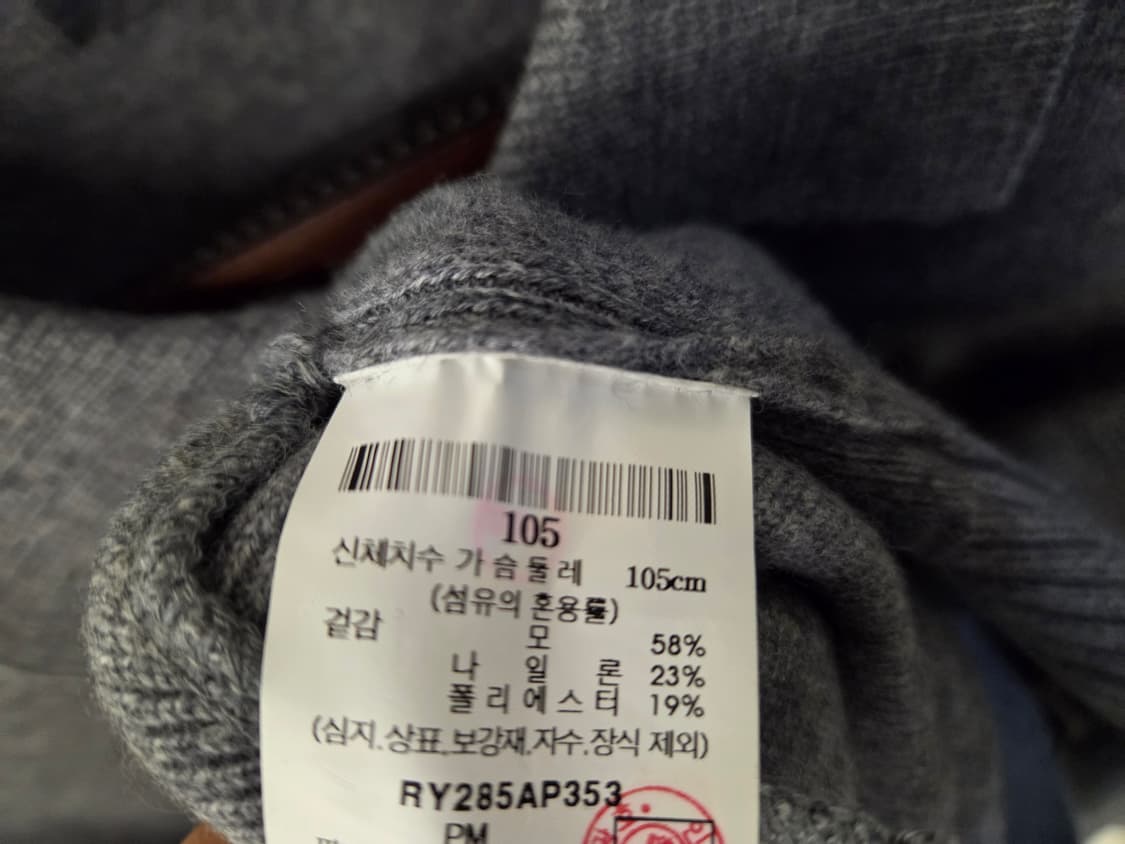 105
신체치수 가슴둘레 105cm
(섬유의 혼용률)
겉감 모 58%
나일론 23%
폴리에스터 19%
(심지.상표.보강재.자수.장식 제외)
RY285AP353
PM